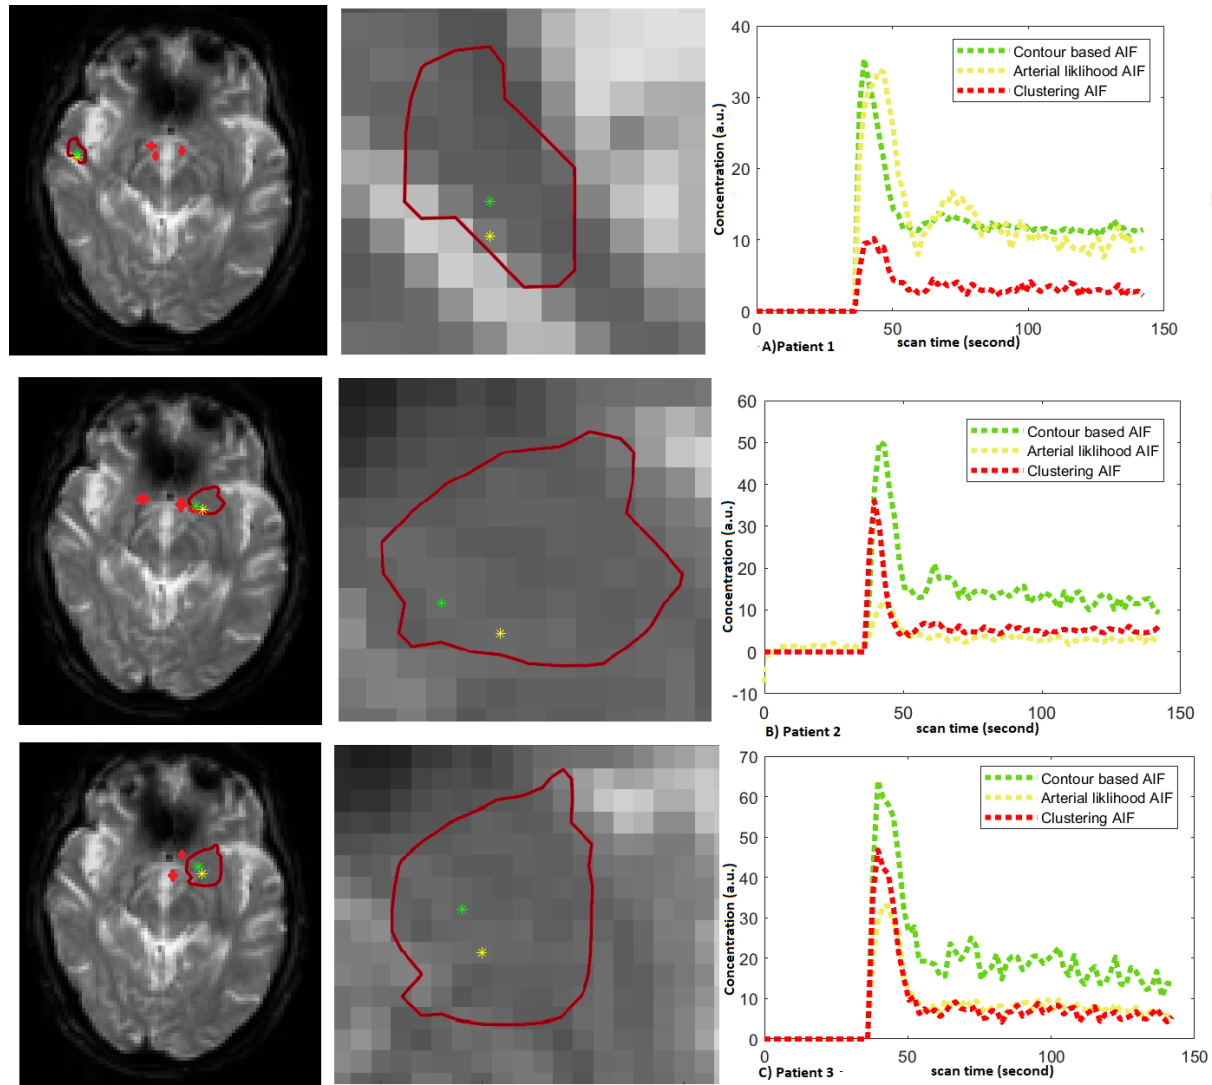 40
Contour based AIF
Arterial liklihood AIF
Clustering AIF
30
20
10
0
Concentration (a.u.)
0
50
100
150
A)Patient 1
scan time (second)
60
Contour based AIF
Arterial liklihood AIF
Clustering AIF
50
40
30
20
10
0
-10
Concentration (a.u.)
0
50
100
150
B) Patient 2
scan time (second)
70
Contour based AIF
Arterial liklihood AIF
Clustering AIF
60
50
40
30
20
10
0
Concentration (a.u.)
0
50
100
150
C) Patient 3
scan time (second)